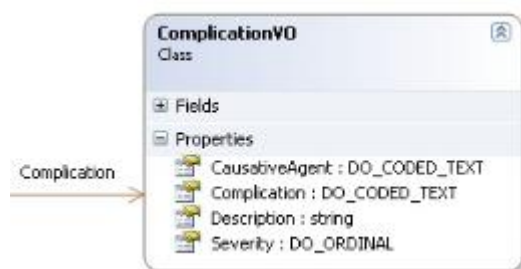 ComplicationVO
Class
Fields
Properties
CausativeAgent : DO_CODED_TEXT
Complication
Complication : DO_CODED_TEXT
Description : string
Severity : DO_ORDINAL